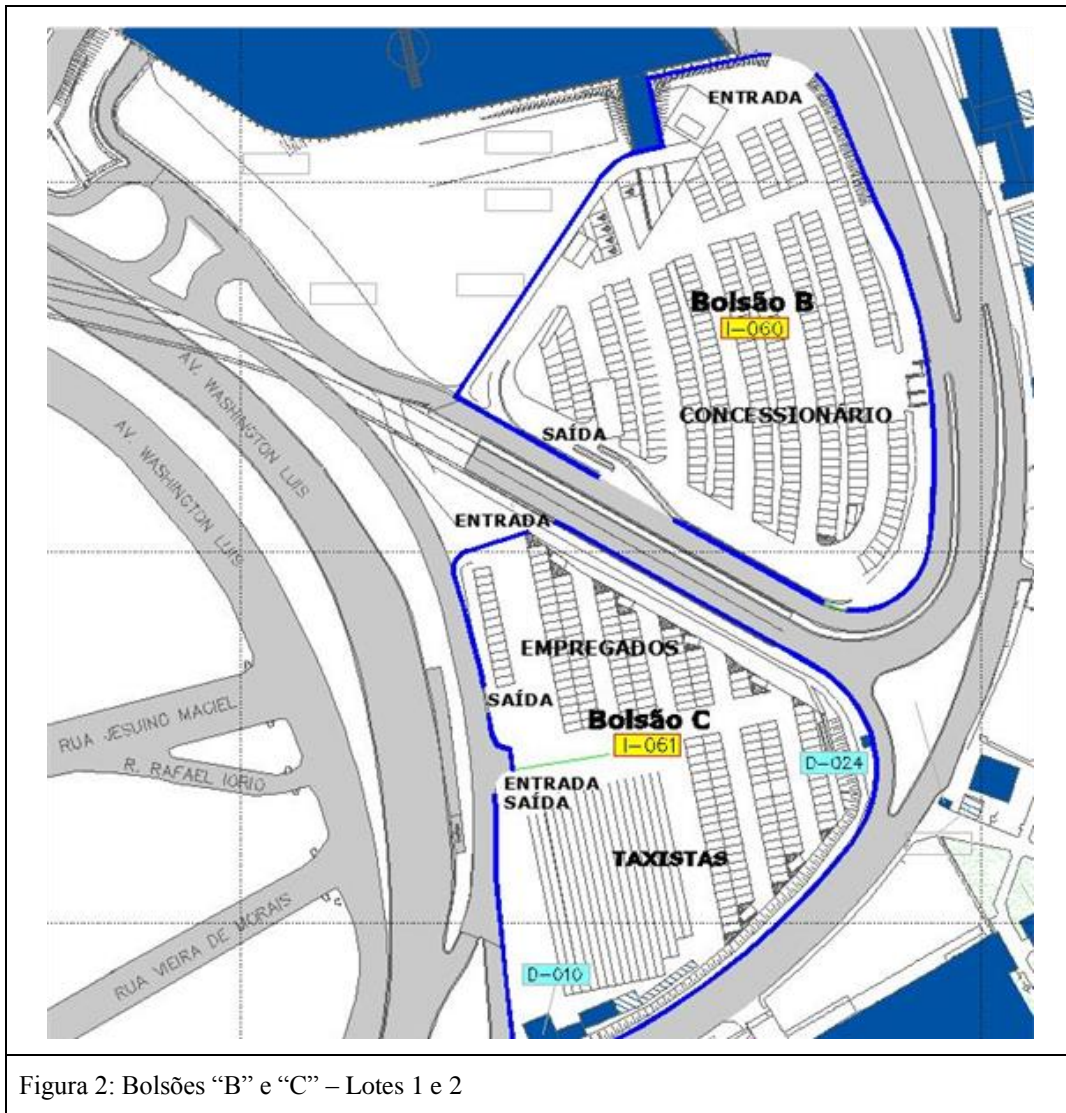 ENTRADA
Bolsão B
I-060
CONCESSIONÁRIO
SAÍDA
AV. WASHINGTON LUIS
AV. WASHINGTON LUIS
ENTRADA
EMPREGADOS
SAÍDA
Bolsão C
I-061
RUA JESUINO MACIEL
R. RAFAEL IORIO
D-024
ENTRADA
SAÍDA
TAXISTAS
RUA VIEIRA DE MORAIS
D-010
Figura 2: Bolsões “B” e “C” – Lotes 1 e 2